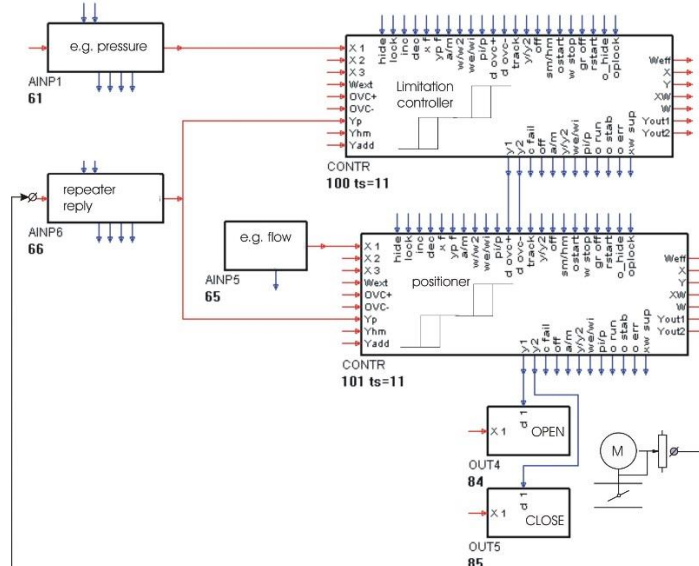 e.g. pressure
AINP1
61
X 1
X 2
X 3
Wext
OVC+
OVC-
Yp
Yhm
Yadd
hide
lock
inc
dec
x f
yp f
a/m
w/w2
we/wi
pi/p
d ovc+
d ovc-
track
y/y2
off
sm/hm
ostart
w stop
gr off
rstart
o_hide
oplock
Limitation
controller
Weff
X
Y
XW
W
Yout1
Yout2
y1
y2
c fail
off
a/m
y/y2
we/wi
pi/p
o run
o stab
o err
xw sup
CONTR
100 ts=11
repeater
reply
AINP6
66
e.g. flow
AINP5
65
X 1
X 2
X 3
Wext
OVC+
OVC-
Yp
Yhm
Yadd
hide
lock
inc
dec
x f
yp f
a/m
w/w2
we/wi
pi/p
d ovc+
d ovc-
track
y/y2
off
sm/hm
ostart
w stop
gr off
rstart
o_hide
oplock
positioner
Weff
X
Y
XW
W
Yout1
Yout2
y1
y2
c fail
off
a/m
y/y2
we/wi
pi/p
o run
o stab
o err
xw sup
CONTR
101 ts=11
d 1
X 1
OPEN
OUT4
84
M
d 1
X 1
CLOSE
OUT5
85